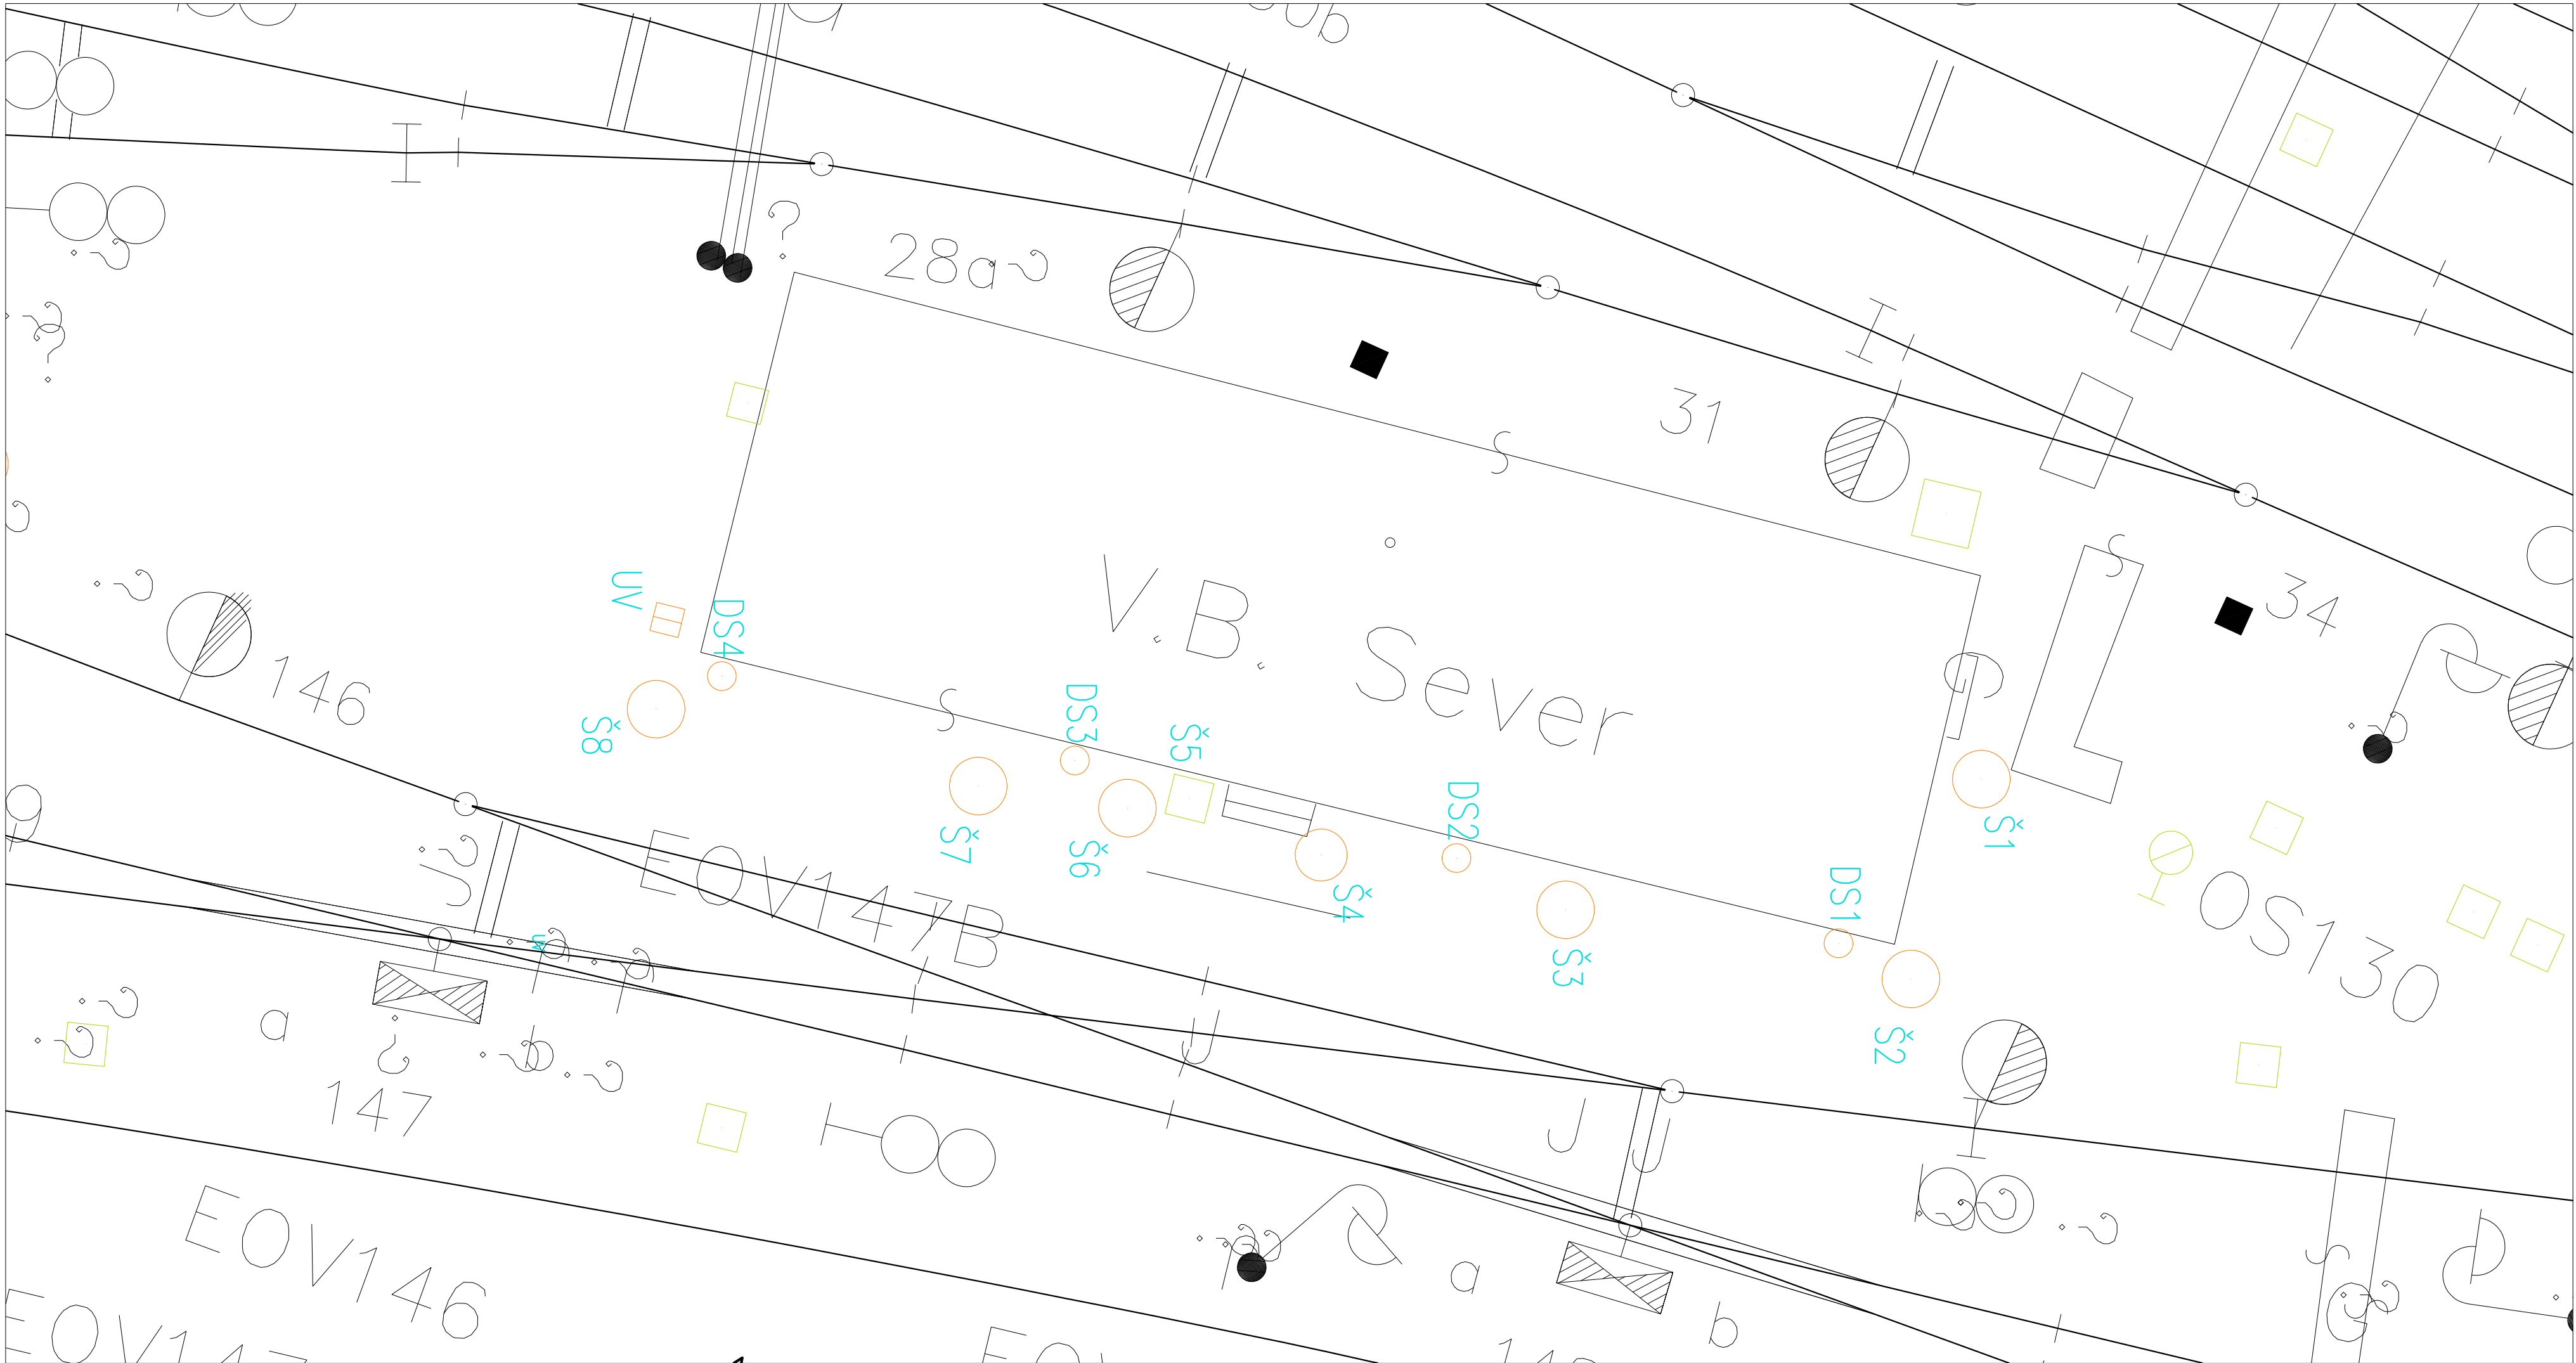 28a
31
34
V.B. Sever
UV
DS4
146
Š8
DS3
Š5
DS2
Š7
Š6
Š4
DS1
Š1
Š3
Š2
EOV147B
OS130
a
147
J
J
J
EOV146
a
b
S
S
S